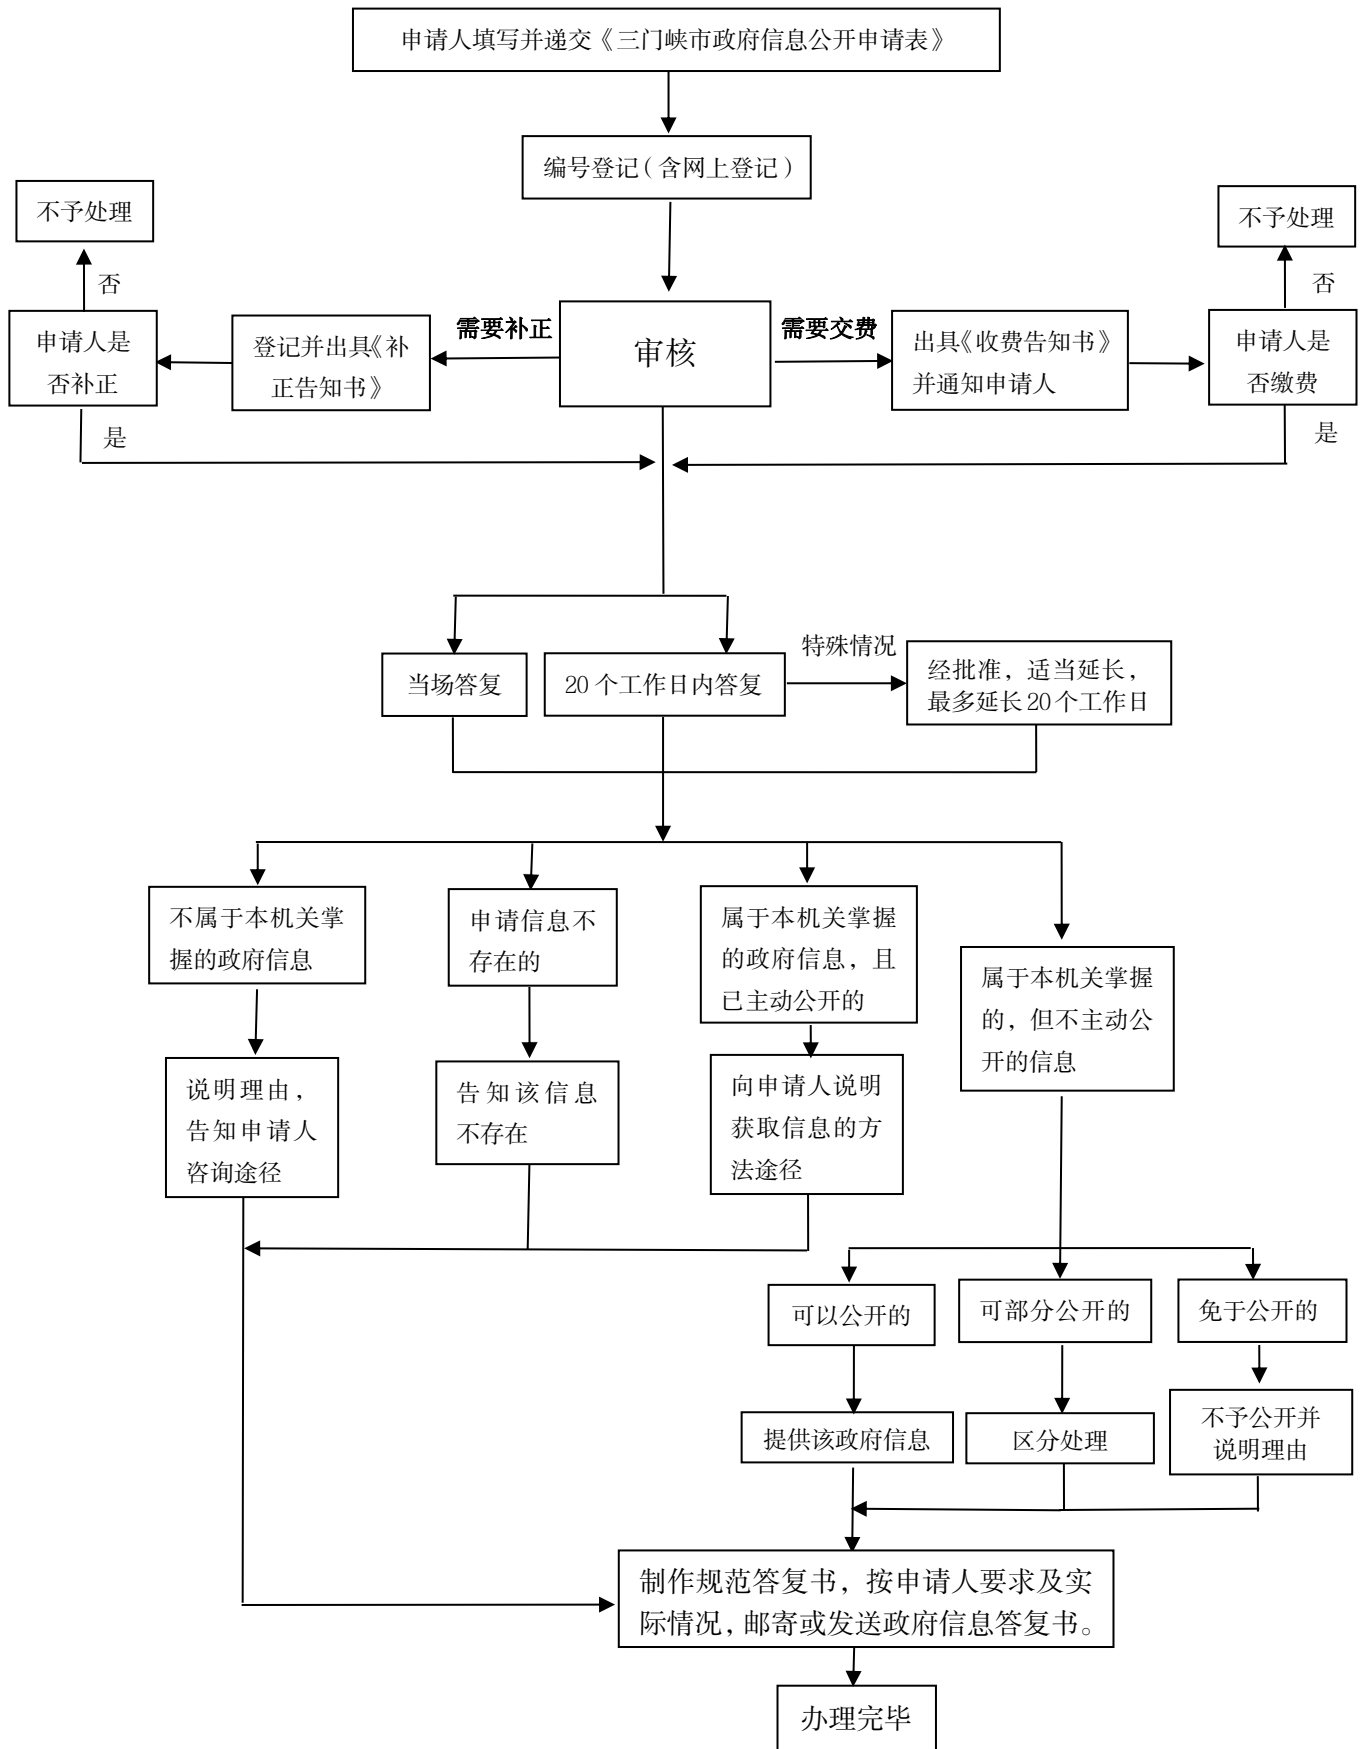 申请人填写并递交《三门峡市政府信息公开申请表》
编号登记（含网上登记）
不予处理
不予处理
否
否
申请人是
否补正
登记并出具《补
正告知书》
需要补正
审核
需要交费
出具《收费告知书》
并通知申请人
申请人是
否缴费
是
是
当场答复
20个工作日内答复
特殊情况
经批准，适当延长，
最多延长20个工作日
不属于本机关掌
握的政府信息
申请信息不
存在的
属于本机关掌握
的政府信息，且
已主动公开的
属于本机关掌握
的，但不主动公
开的信息
说明理由，
告知申请人
咨询途径
告知该信息
不存在
向申请人说明
获取信息的方
法途径
可以公开的
可部分公开的
免于公开的
提供该政府信息
区分处理
不予公开并
说明理由
制作规范答复书，按申请人要求及实
际情况，邮寄或发送政府信息答复书。
办理完毕